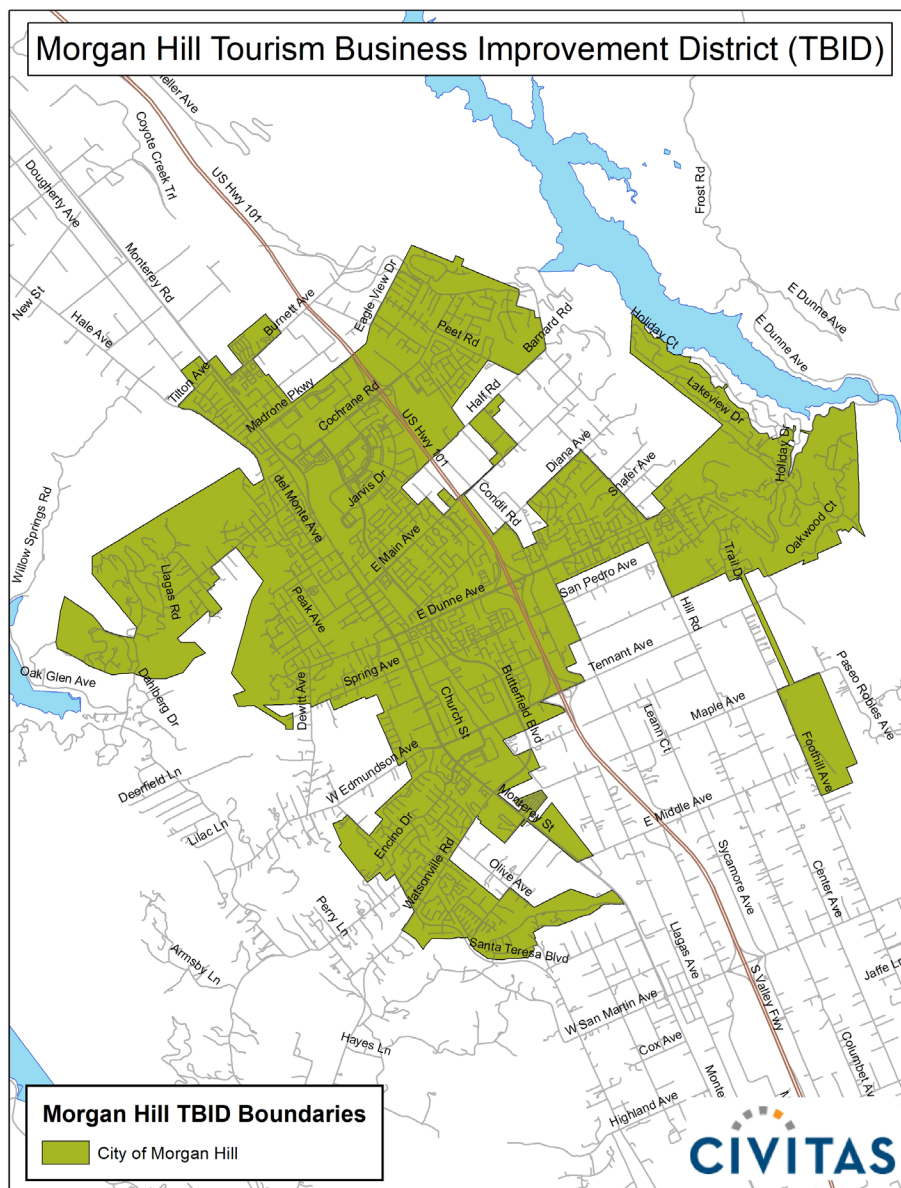 Morgan Hill Tourism Business Improvement District (TBID)
Coyote Creek Trl
Dougherty Ave
US Hwy 101
Frost Rd
Monterey Rd
New St
Hale Ave
E Dunne Ave
E Dunne Ave
Eagle View Dr
Burnett Ave
Barnard Rd
Holiday Ct
Peet Rd
Tilton Ave
Madrone Pkwy
Cochrane Rd
Half Rd
Lakeview Dr
US Hwy 101
Diana Ave
Holiday Dr
Shafer Ave
Condit Rd
Jarvis Dr
del Monte Ave
Willow Springs Rd
E Main Ave
Oakwood Ct
Trail Dr
Llagas Rd
Peak Ave
E Dunne Ave
San Pedro Ave
Hill Rd
Tennant Ave
Spring Ave
Oak Glen Ave
Dahlberg Dr
Dewitt Ave
Church St
Butterfield Blvd
Maple Ave
Leann Ct
Paseo Robles Ave
Foothill Ave
W Edmundson Ave
Deerfield Ln
Lilac Ln
Monterey St
E Middle Ave
Encino Dr
Watsonville Rd
Olive Ave
Sycamore Ave
Center Ave
Perry Ln
Armsby Ln
Santa Teresa Blvd
Llagas Ave
S Valley Fwy
Jaffe Ln
W San Martin Ave
Hayes Ln
Cox Ave
Columbet Av
Monte
Highland Ave
Morgan Hill TBID Boundaries
City of Morgan Hill
CIVITAS